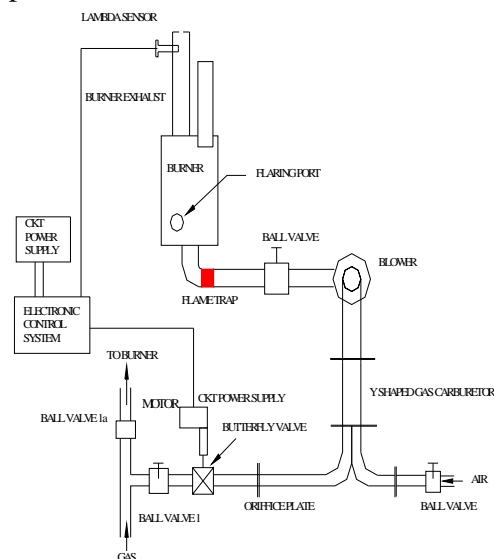 LAMBDA SENSOR
BURNER EXHAUST
BURNER
FLARING PORT
BALL VALVE
BLOWER
CKT
POWER
SUPPLY
FLAME TRAP
ELECTRONIC
CONTROL
SYSTEM
TO BURNER
MOTOR
CKT POWER SUPPLY
Y SHAPED GAS CARBURETOR
BALL VALVE 1a
BUTTERFLY VALVE
AIR
ORIFFICE PLATE
BALL VALVE
BALL VALVE 1
GAS